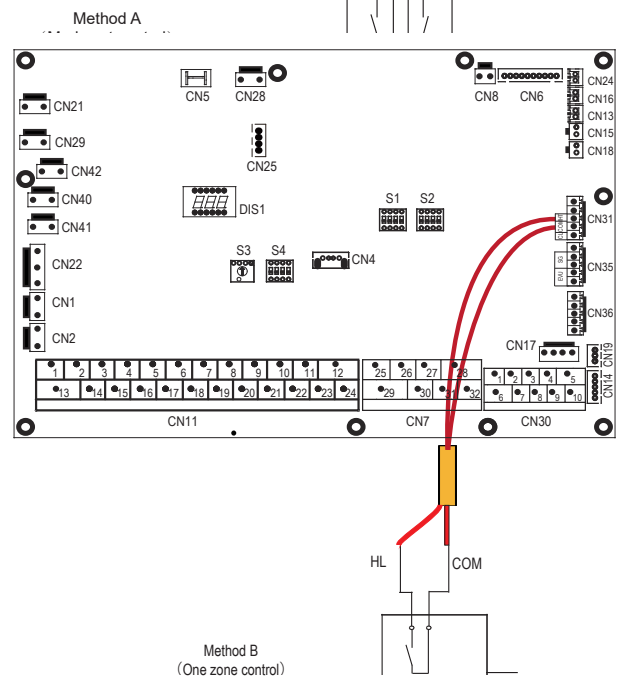 Method A
CN5
CN28
CN8
CN6
CN24
CN16
CN13
CN15
CN18
CN21
CN29
CN42
CN40
CN41
CN25
DIS1
S1
S2
CN31
S3
S4
CN4
CN22
CN1
CN2
SG
EVU
CN35
CN36
CN17
CN19
CN14
1 2 3 4 5 6 7 8 9 10 11 12
13 14 15 16 17 18 19 20 21 22 23 24
CN11
25 26 27 28
29 30 31 32
CN7
1 2 3 4 5
6 7 8 9 10
CN30
HL
COM
Method B
(One zone control)